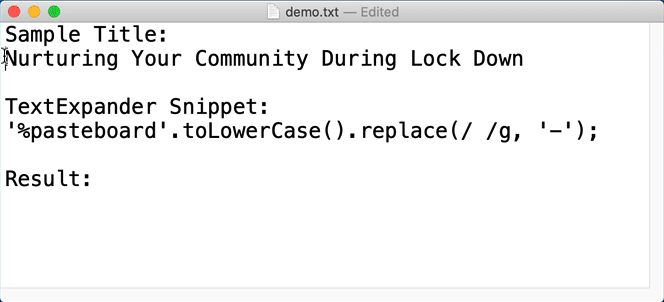 demo.txt — Edited
Sample Title:
Nurturing Your Community During Lock Down
TextExpander Snippet:
'%pasteboard'.toLowerCase().replace(/ /g, '-');
Result: